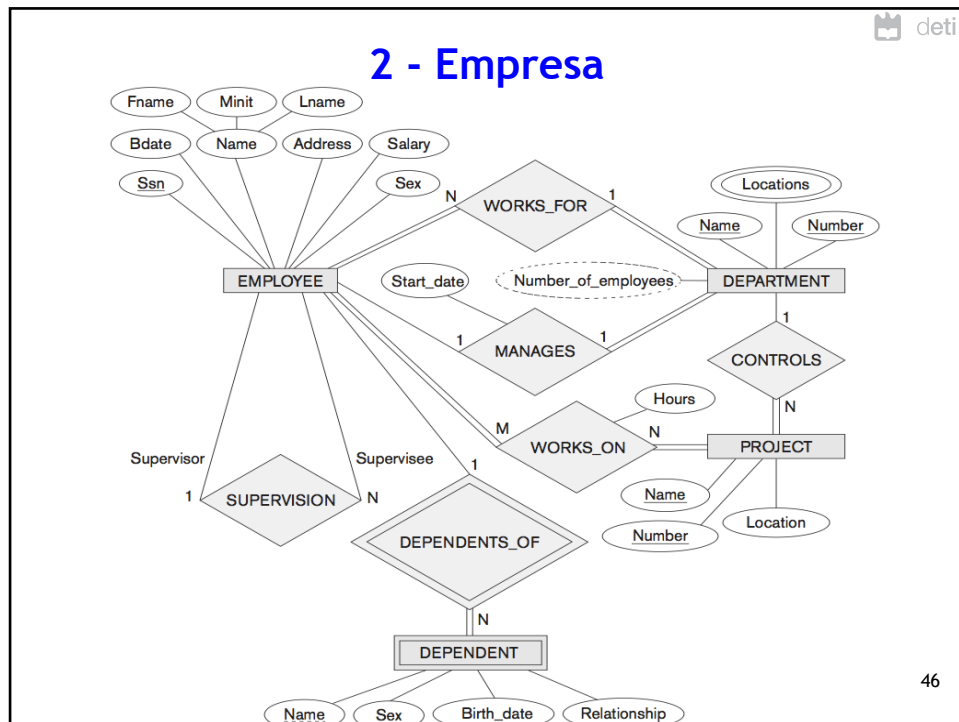 deti
2 - Empresa
Fname Minit Lname
Bdate Name Address Salary
Ssn Sex
N WORKS_FOR 1
Locations
Name Number
EMPLOYEE Start_date Number_of_employees DEPARTMENT
1 MANAGES 1
1
CONTROLS
N
Hours
M WORKS_ON N PROJECT
Supervisor Supervisee 1
1 SUPERVISION N
Name
Number Location
DEPENDENTS_OF
N
DEPENDENT
Name Sex Birth_date Relationship
46